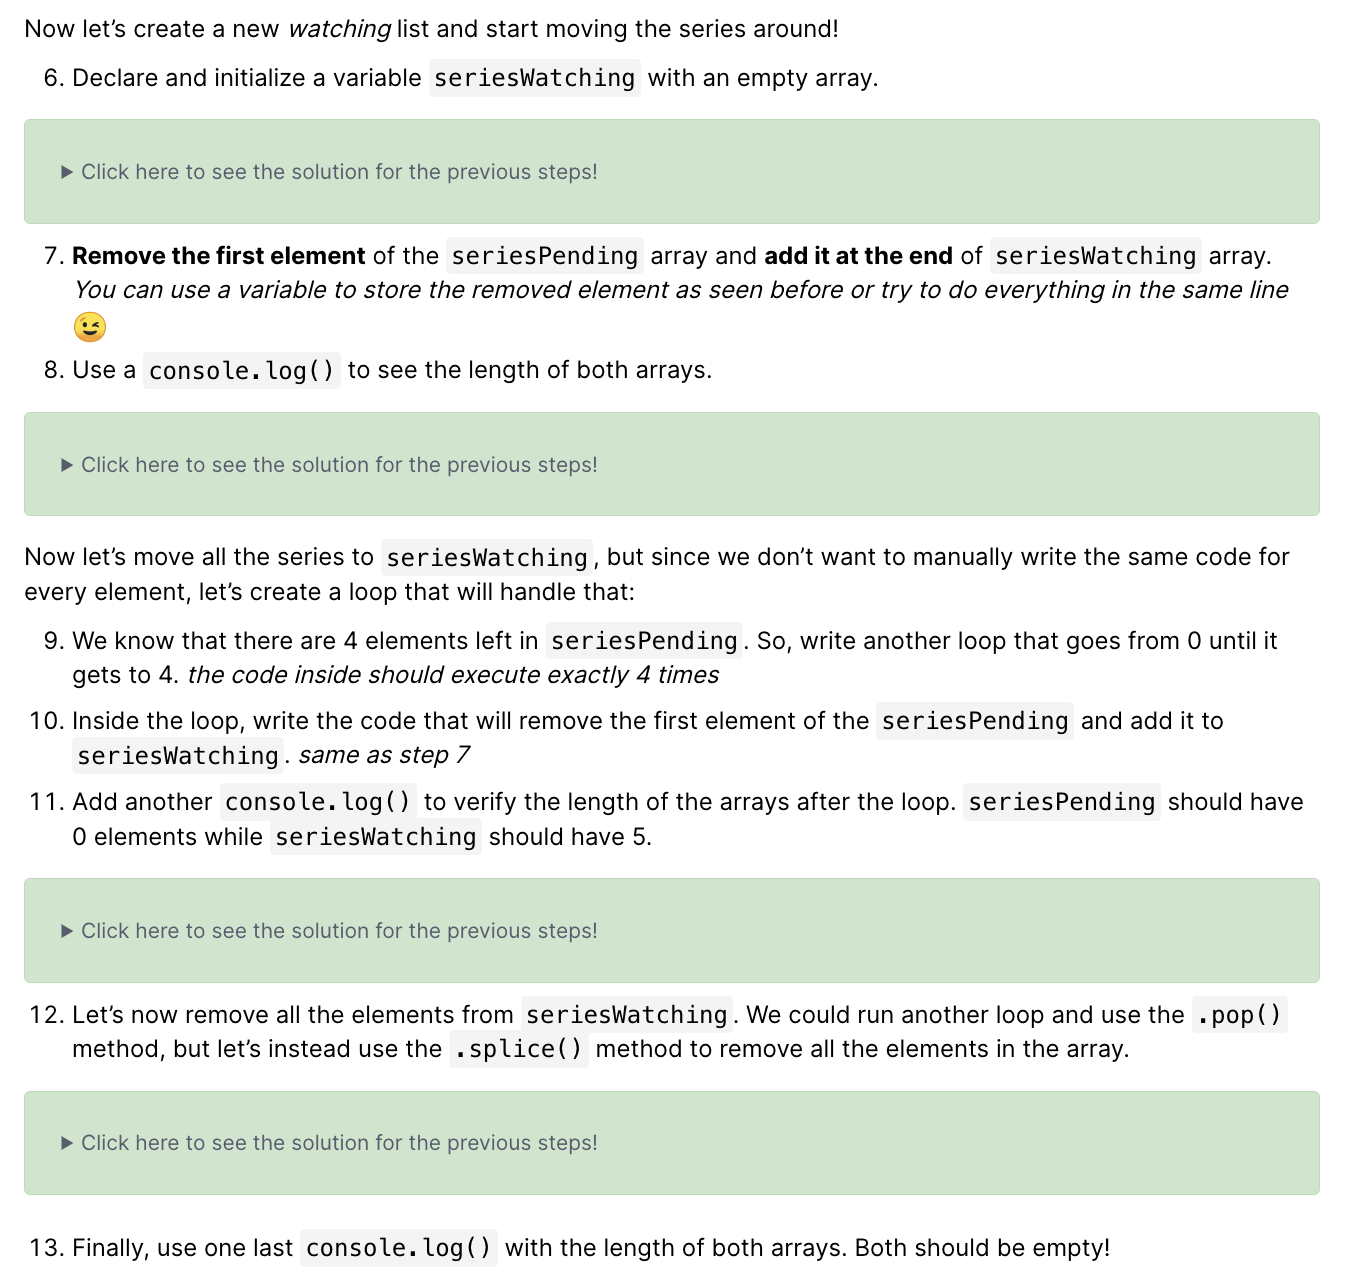 Now let’s create a new watching list and start moving the series around!
6. Declare and initialize a variable seriesWatching with an empty array.
▶ Click here to see the solution for the previous steps!
7. Remove the first element of the seriesPending array and add it at the end of seriesWatching array.
You can use a variable to store the removed element as seen before or try to do everything in the same line
😉
8. Use a console.log() to see the length of both arrays.
▶ Click here to see the solution for the previous steps!
Now let’s move all the series to seriesWatching, but since we don’t want to manually write the same code for
every element, let’s create a loop that will handle that:
9. We know that there are 4 elements left in seriesPending. So, write another loop that goes from 0 until it
gets to 4. the code inside should execute exactly 4 times
10. Inside the loop, write the code that will remove the first element of the seriesPending and add it to
seriesWatching. same as step 7
11. Add another console.log() to verify the length of the arrays after the loop. seriesPending should have
0 elements while seriesWatching should have 5.
▶ Click here to see the solution for the previous steps!
12. Let’s now remove all the elements from seriesWatching. We could run another loop and use the .pop()
method, but let’s instead use the .splice() method to remove all the elements in the array.
▶ Click here to see the solution for the previous steps!
13. Finally, use one last console.log() with the length of both arrays. Both should be empty!